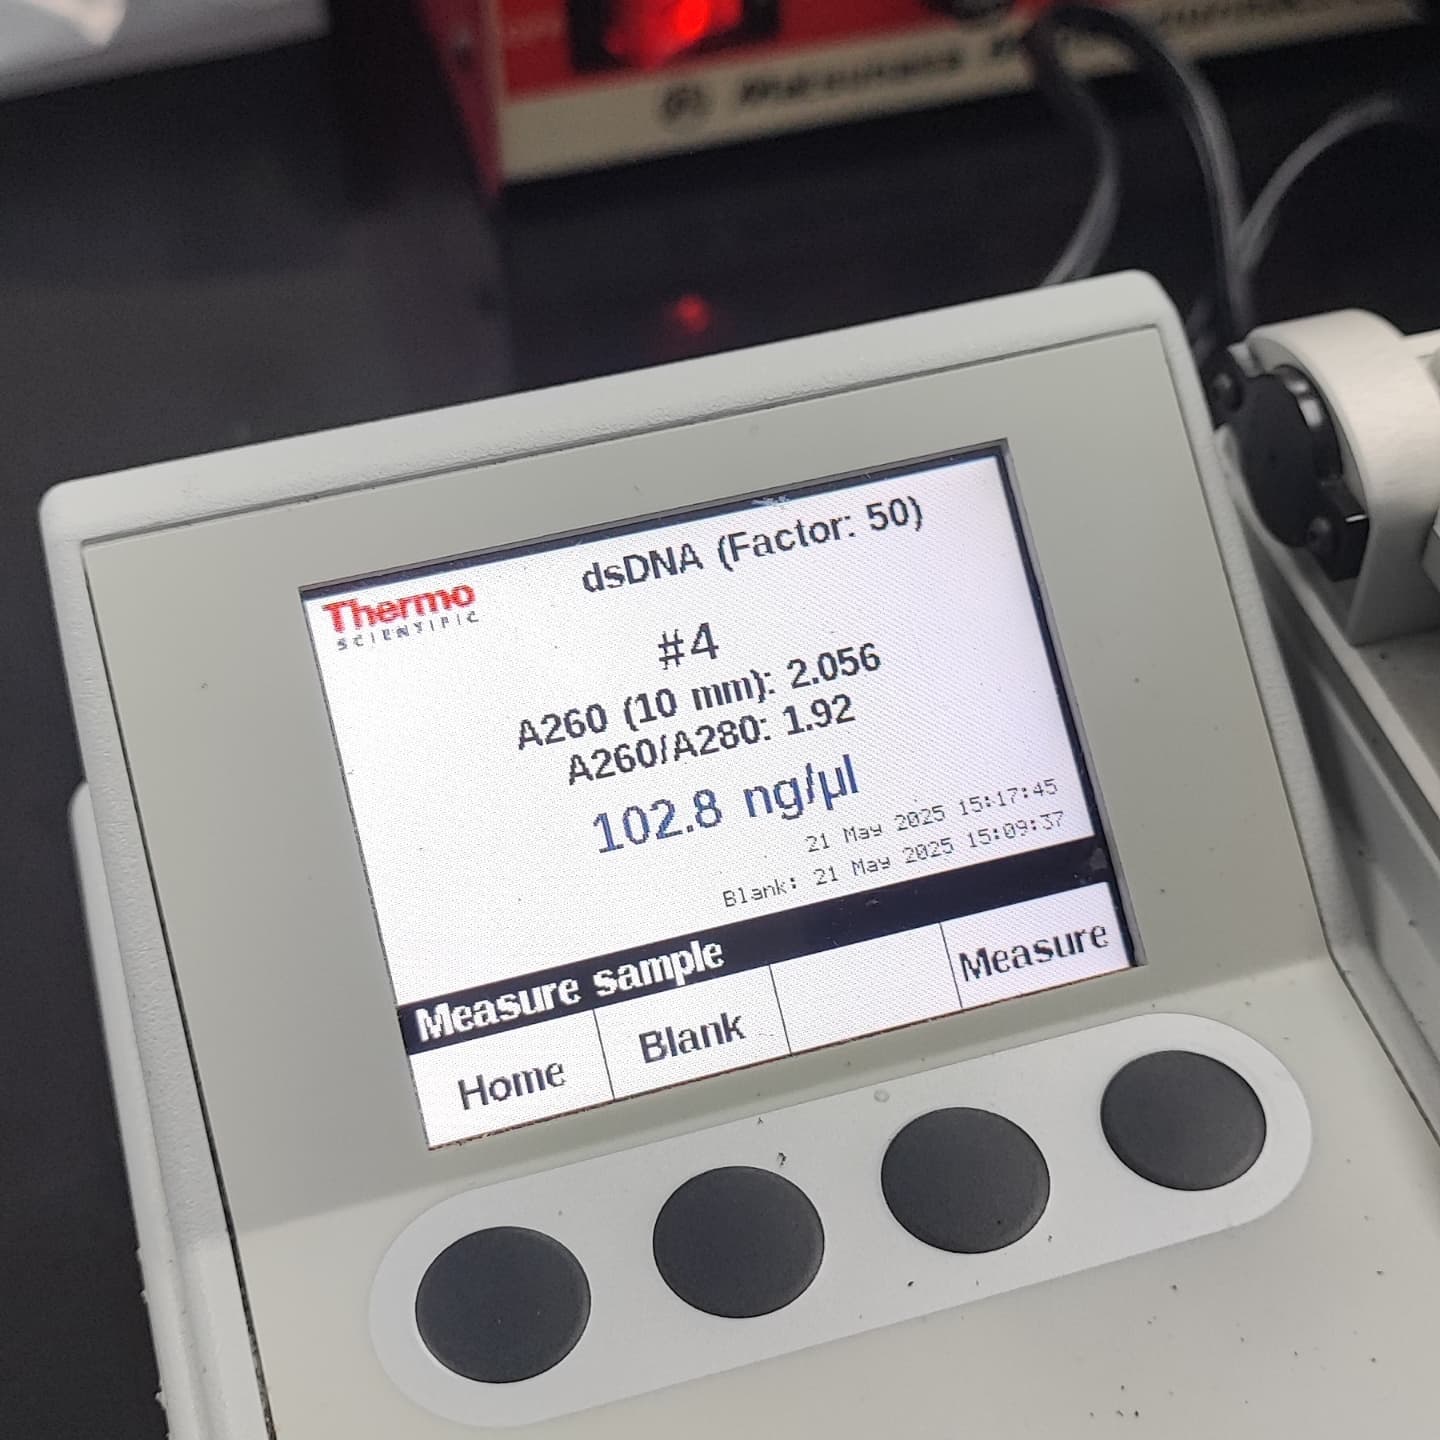 Thermo
SCIENTIFIC
dsDNA (Factor: 50)
#4
A260 (10 mm): 2.056
A260/A280: 1.92
102.8 ng/µl
21 May 2025 15:17:45
Blank: 21 May 2025 15:09:37
Measure sample
Home
Blank
Measure